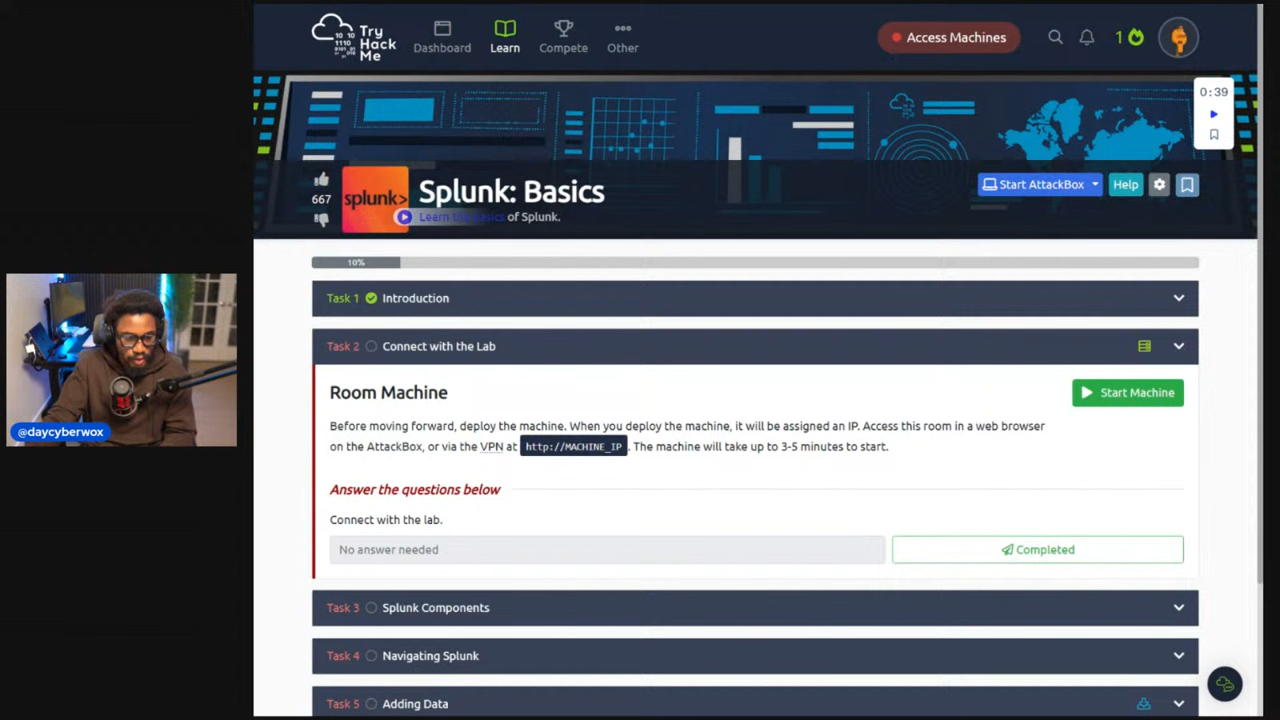 Try
Hack
Me
Dashboard
Learn
Compete
Other
Access Machines
1
0:39
667
splunk>
Splunk: Basics
Learn the basics of Splunk.
Start AttackBox
Help
10%
Task 1 Introduction
Task 2 Connect with the Lab
Room Machine
Start Machine
Before moving forward, deploy the machine. When you deploy the machine, it will be assigned an IP. Access this room in a web browser
on the AttackBox, or via the VPN at http://MACHINE_IP. The machine will take up to 3-5 minutes to start.
Answer the questions below
Connect with the lab.
No answer needed
Completed
Task 3 Splunk Components
Task 4 Navigating Splunk
Task 5 Adding Data
@daycyberwox